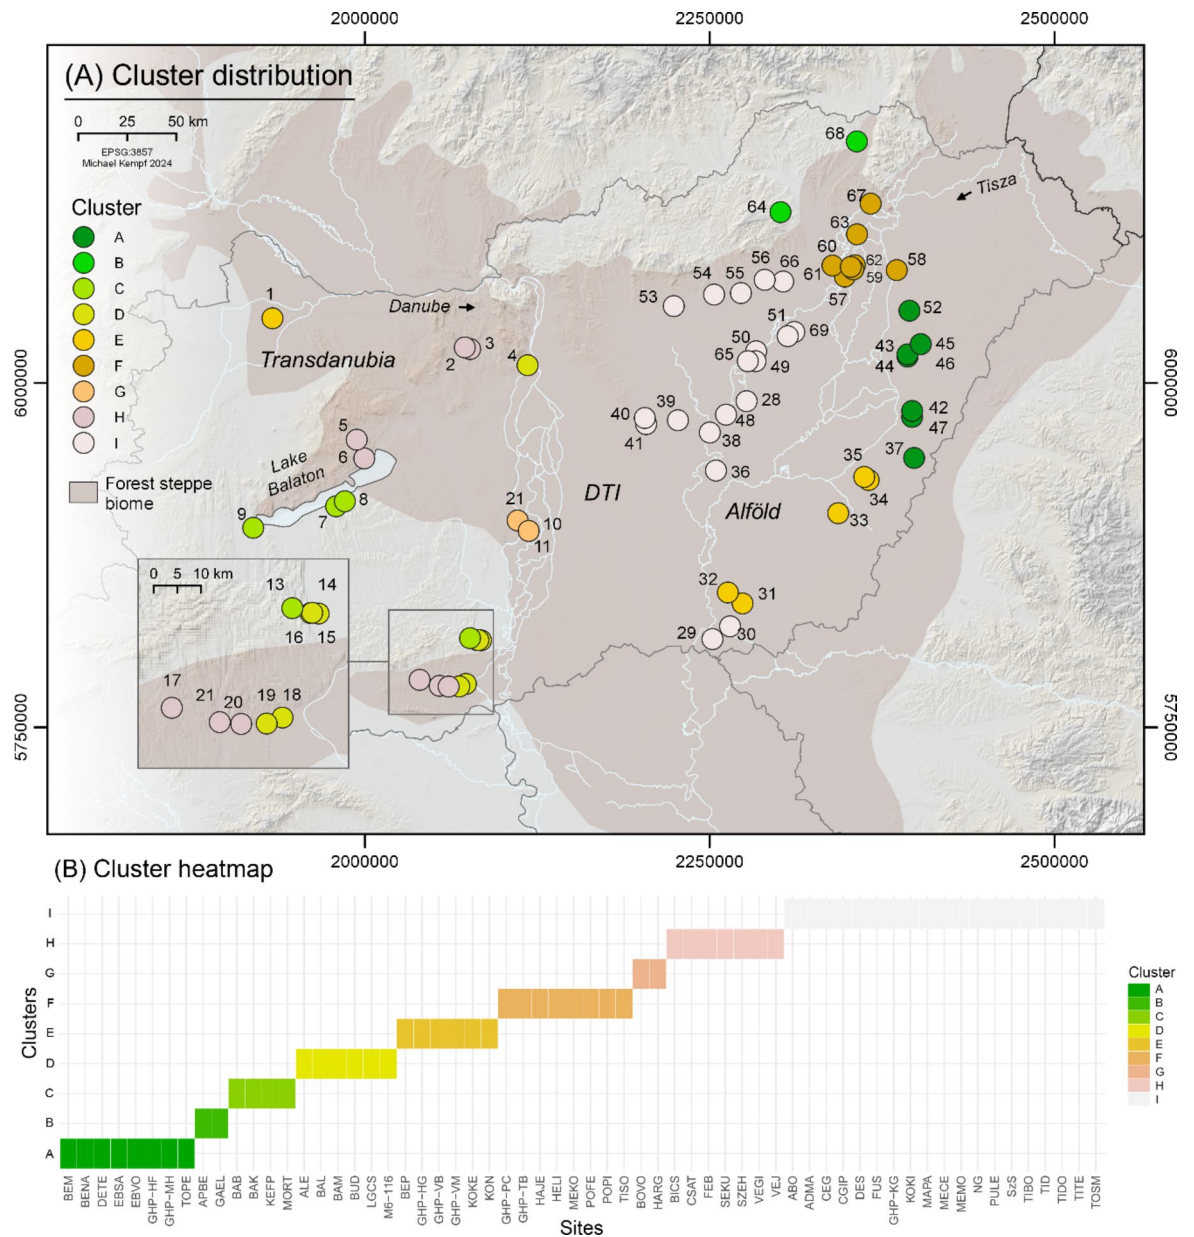 2000000 2250000 2500000
(A) Cluster distribution
0 25 50 km
EPSG:3857
Michael Kempf 2024
Cluster
A
B
C
D
E
F
G
H
I
Forest steppe
biome
68
Tisza
67
64
63
60
62
58
61
59
57
56
66
55
54
53
52
51
69
50
65
49
43
45
44
46
1
Danube
Transdanubia
3
2
4
6000000
6000000
28
40
39
48
42
41
38
47
5
6
Lake
Balaton
36
37
35
34
DTI
Alföld
33
8
7
9
21
10
11
32
31
29
30
0 5 10 km
13
14
16
15
17
21
20
19
18
5750000
5750000
2000000 2250000 2500000
(B) Cluster heatmap
Clusters
I
H
G
F
E
D
C
B
A
Cluster
A
B
C
D
E
F
G
H
I
BEM
BENA
DETE
EBSA
EBVO
GHP-HF
GHP-MH
TOPE
APBE
GAEL
BAB
BAK
KEFP
MORT
ALE
BAL
BAM
BUD
LGCS
M6-116
BEP
GHP-HG
GHP-VB
GHP-VM
KOKE
KON
GHP-PC
GHP-TB
HAJE
HELI
MEKO
POFE
POPI
TISO
BOVO
HARG
BICS
CSAT
FEB
SEKU
SZEH
VEGI
VEJ
ABO
ADMA
CEG
CGIP
DES
FUS
GHP-KG
KOKI
MAPA
MECE
MEMO
NG
PULE
SzS
TIBO
TID
TIDO
TITE
TOSM
Sites